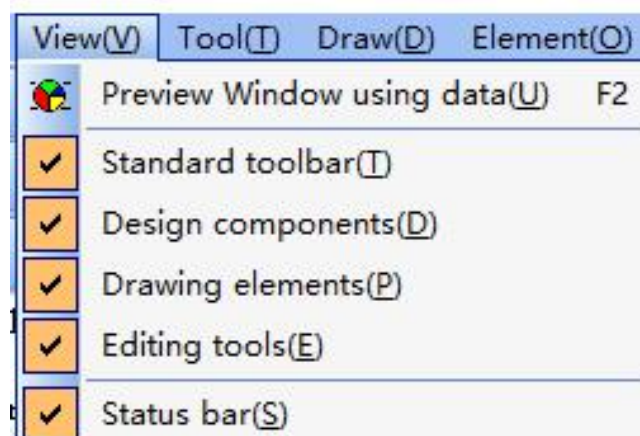 View(V) Tool(T) Draw(D) Element(O)
Preview Window using data(U) F2
Standard toolbar(T)
Design components(D)
Drawing elements(P)
Editing tools(E)
Status bar(S)